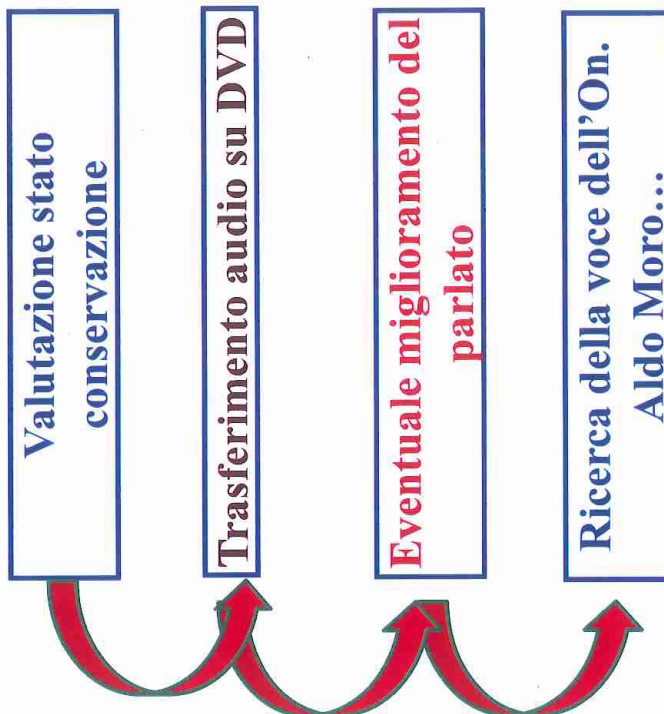 Valutazione stato
conservazione
Trasferimento audio su DVD
Eventuale miglioramento del
parlato
Ricerca della voce dell'On.
Aldo Moro…